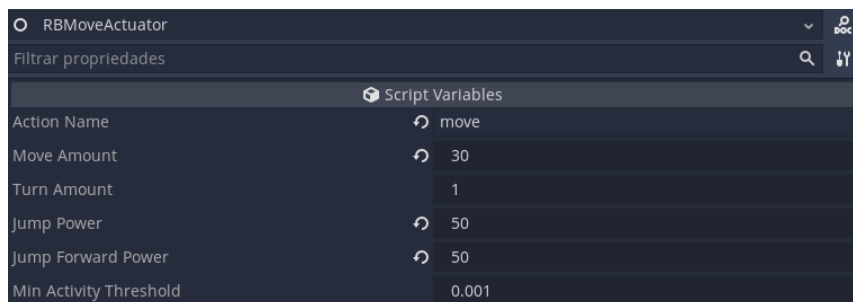 RBMoveActuator
DOC
Filtrar propriedades
Script Variables
Action Name move
Move Amount 30
Turn Amount 1
Jump Power 50
Jump Forward Power 50
Min Activity Threshold 0.001